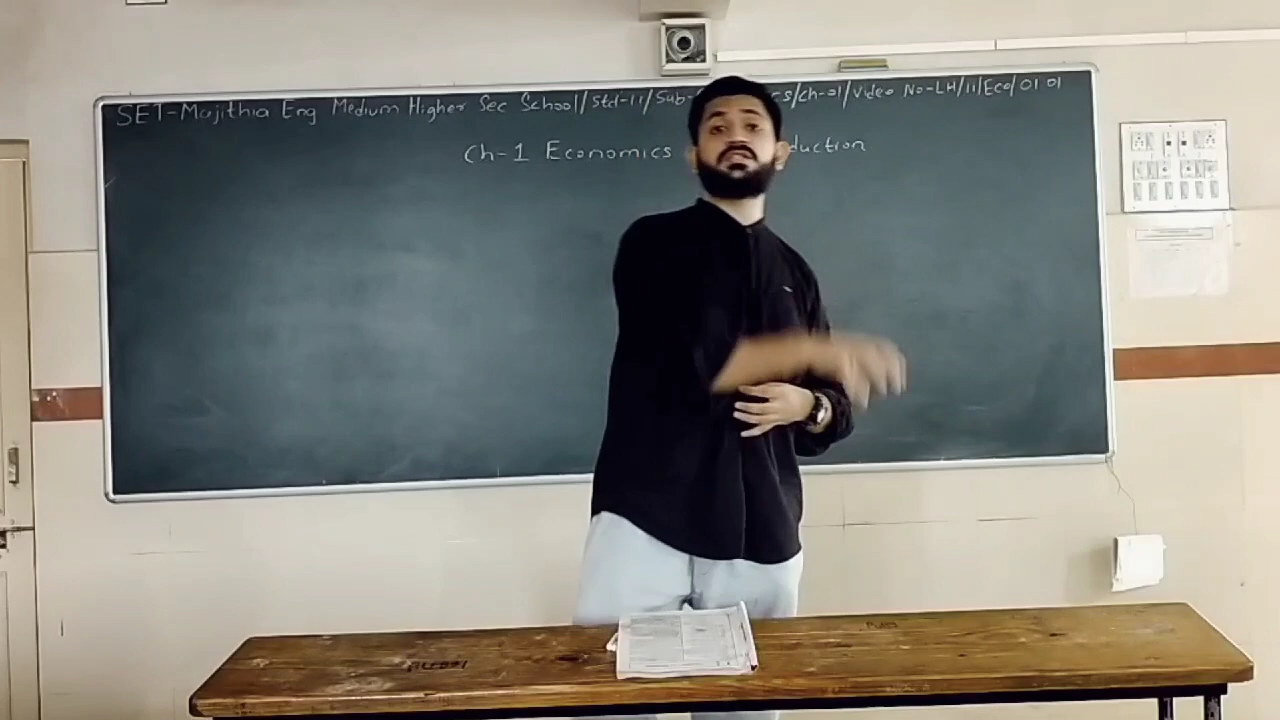 SET-Majithia Eng Medium Higher Sec School/Std-11/Sub- /ch-01/Video No-LH/11/Eco/01 01
Ch-1 Economics duction